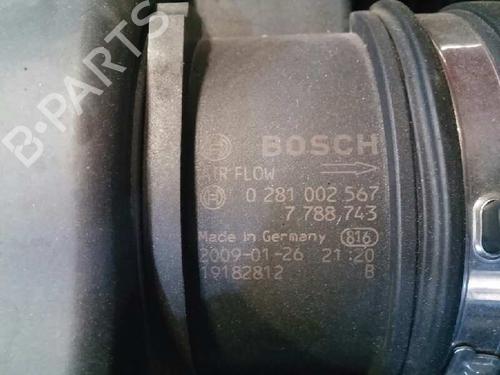 B-PARTS
BOSCH
AIR FLOW
0 281 002 567
7.788,743
Made in Germany 816
2009-01-26 21:20
19182812 B